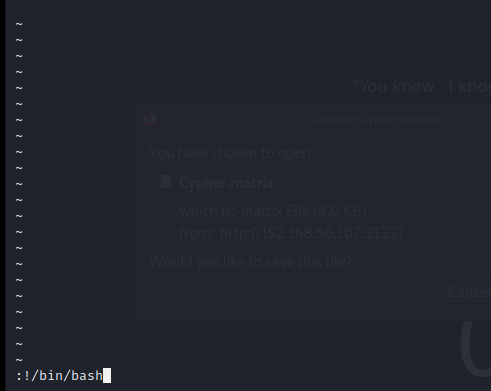 ~
~
~
~
~
~
"You know.. I know
~
~
Opening Cypher.matrix
~
~
You have chosen to open:
~
~
Cypher.matrix
~
~
which is: matrix File (4.0 KB)
~
from: http://192.168.56.107:31337
~
~
Would you like to save this file?
~
~
Cancel
~
~
~
~
~
:!/bin/bash